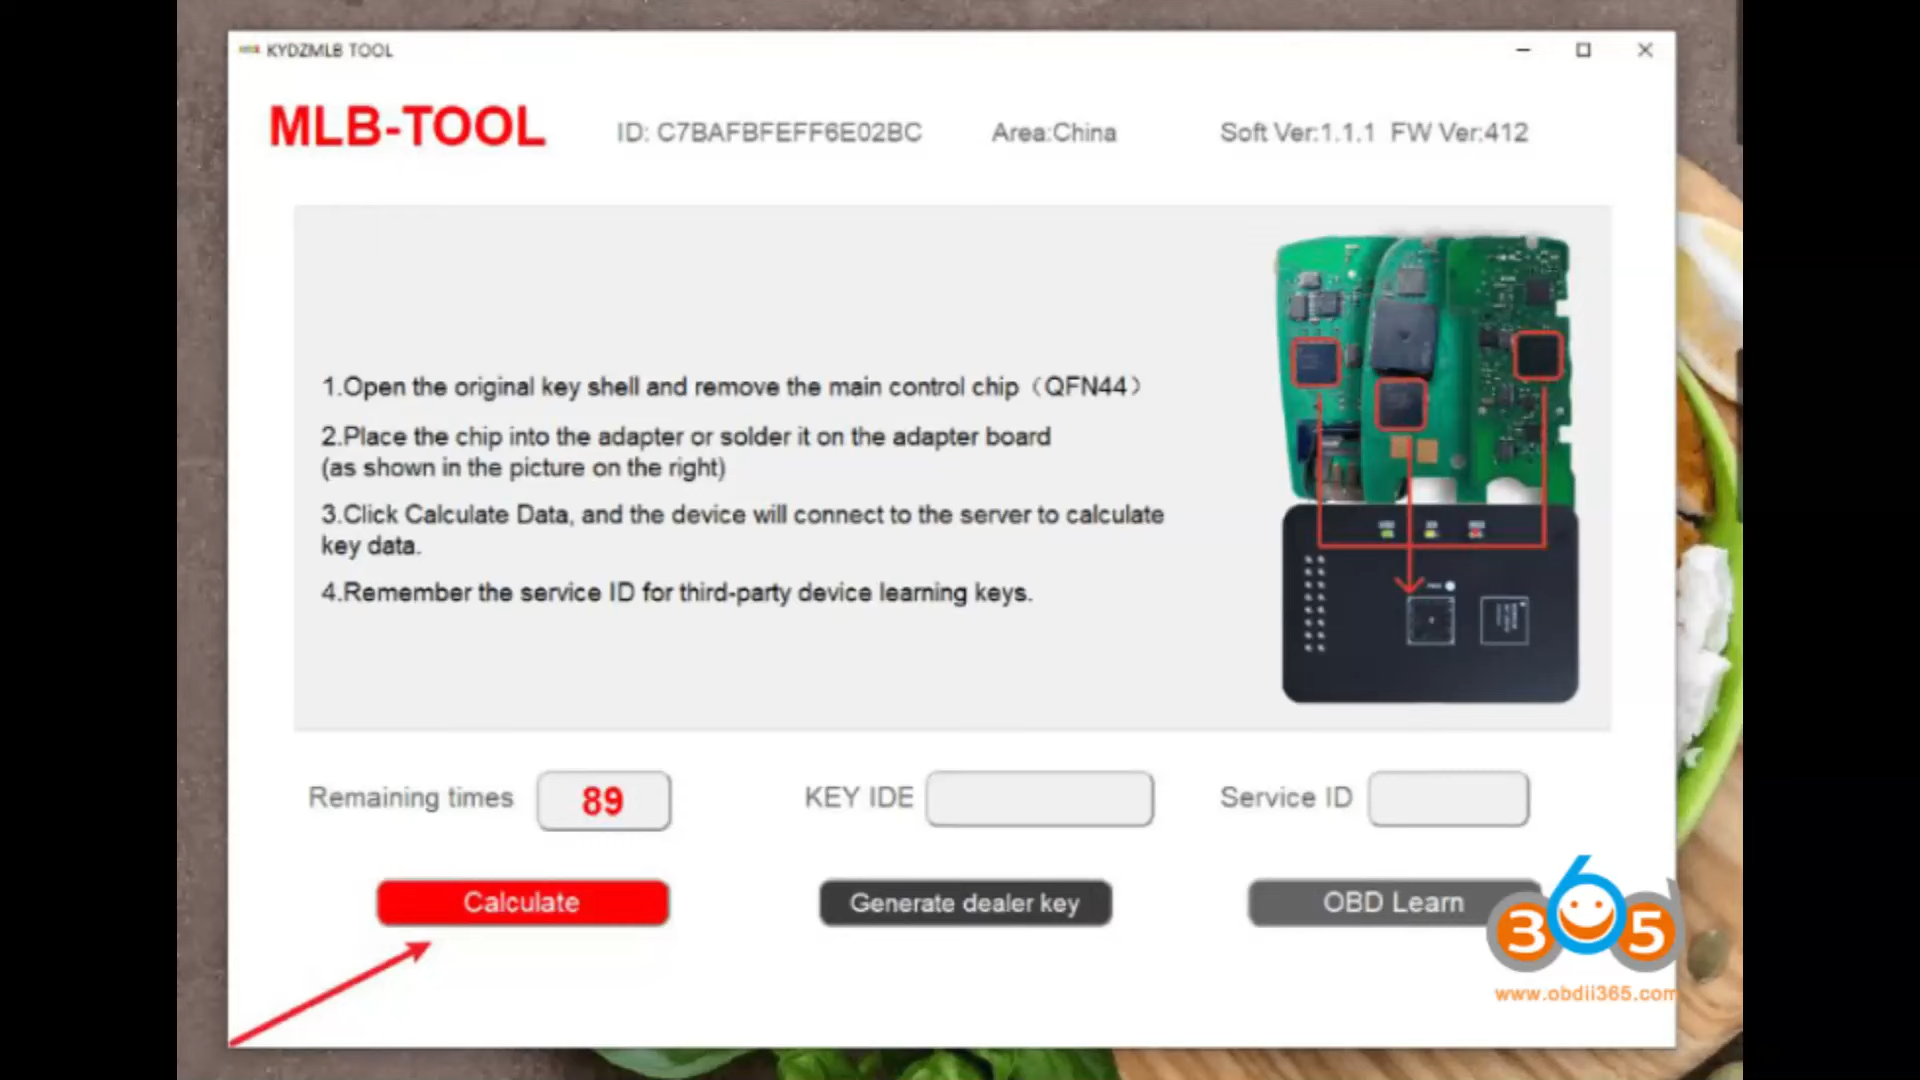 KYDZMLB TOOL
MLB-TOOL
ID: C7BAFBFEFF6E02BC
Area:China
Soft Ver:1.1.1 FW Ver:412
1.Open the original key shell and remove the main control chip（QFN44）
2.Place the chip into the adapter or solder it on the adapter board
(as shown in the picture on the right)
3.Click Calculate Data, and the device will connect to the server to calculate
key data.
4.Remember the service ID for third-party device learning keys.
Remaining times
89
KEY IDE
Service ID
Calculate
Generate dealer key
OBD Learn
365
www.obdii365.com